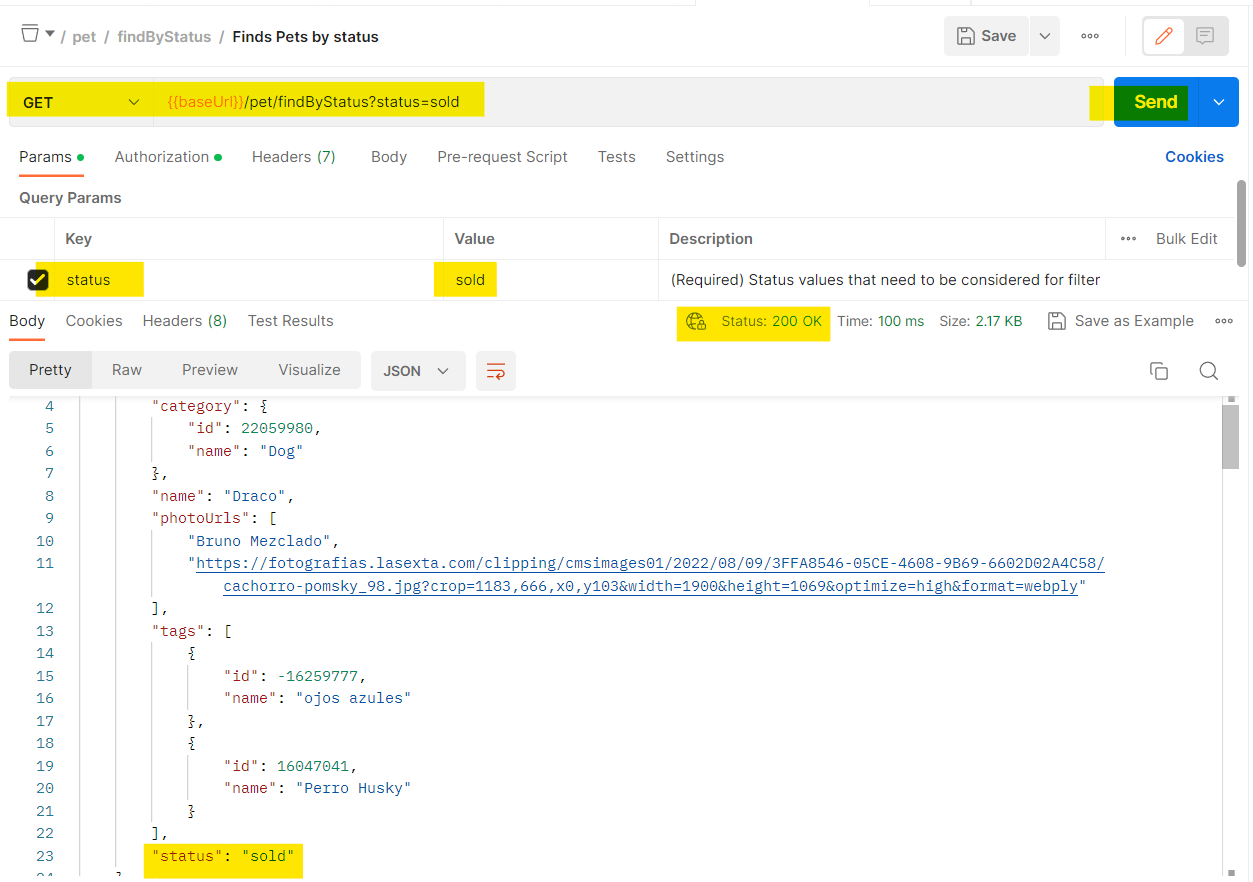 / pet / findByStatus / Finds Pets by status
Save
GET {{baseUrl}}/pet/findByStatus?status=sold Send
Params Authorization Headers (7) Body Pre-request Script Tests Settings Cookies
Query Params
Key Value Description Bulk Edit
status sold (Required) Status values that need to be considered for filter
Body Cookies Headers (8) Test Results Status: 200 OK Time: 100 ms Size: 2.17 KB Save as Example
Pretty Raw Preview Visualize JSON
4 "category": {
5 "id": 22059980,
6 "name": "Dog"
7 },
8 "name": "Draco",
9 "photoUrls": [
10 "Bruno Mezclado",
11 "https://fotografias.lasexta.com/clipping/cmsimages01/2022/08/09/3FFA8546-05CE-4608-9B69-6602D02A4C58/
cachorro-pomsky_98.jpg?crop=1183,666,x0,y103&width=1900&height=1069&optimize=high&format=webply"
12 ],
13 "tags": [
14 {
15 "id": -16259777,
16 "name": "ojos azules"
17 },
18 {
19 "id": 16047041,
20 "name": "Perro Husky"
21 }
22 ],
23 "status": "sold"